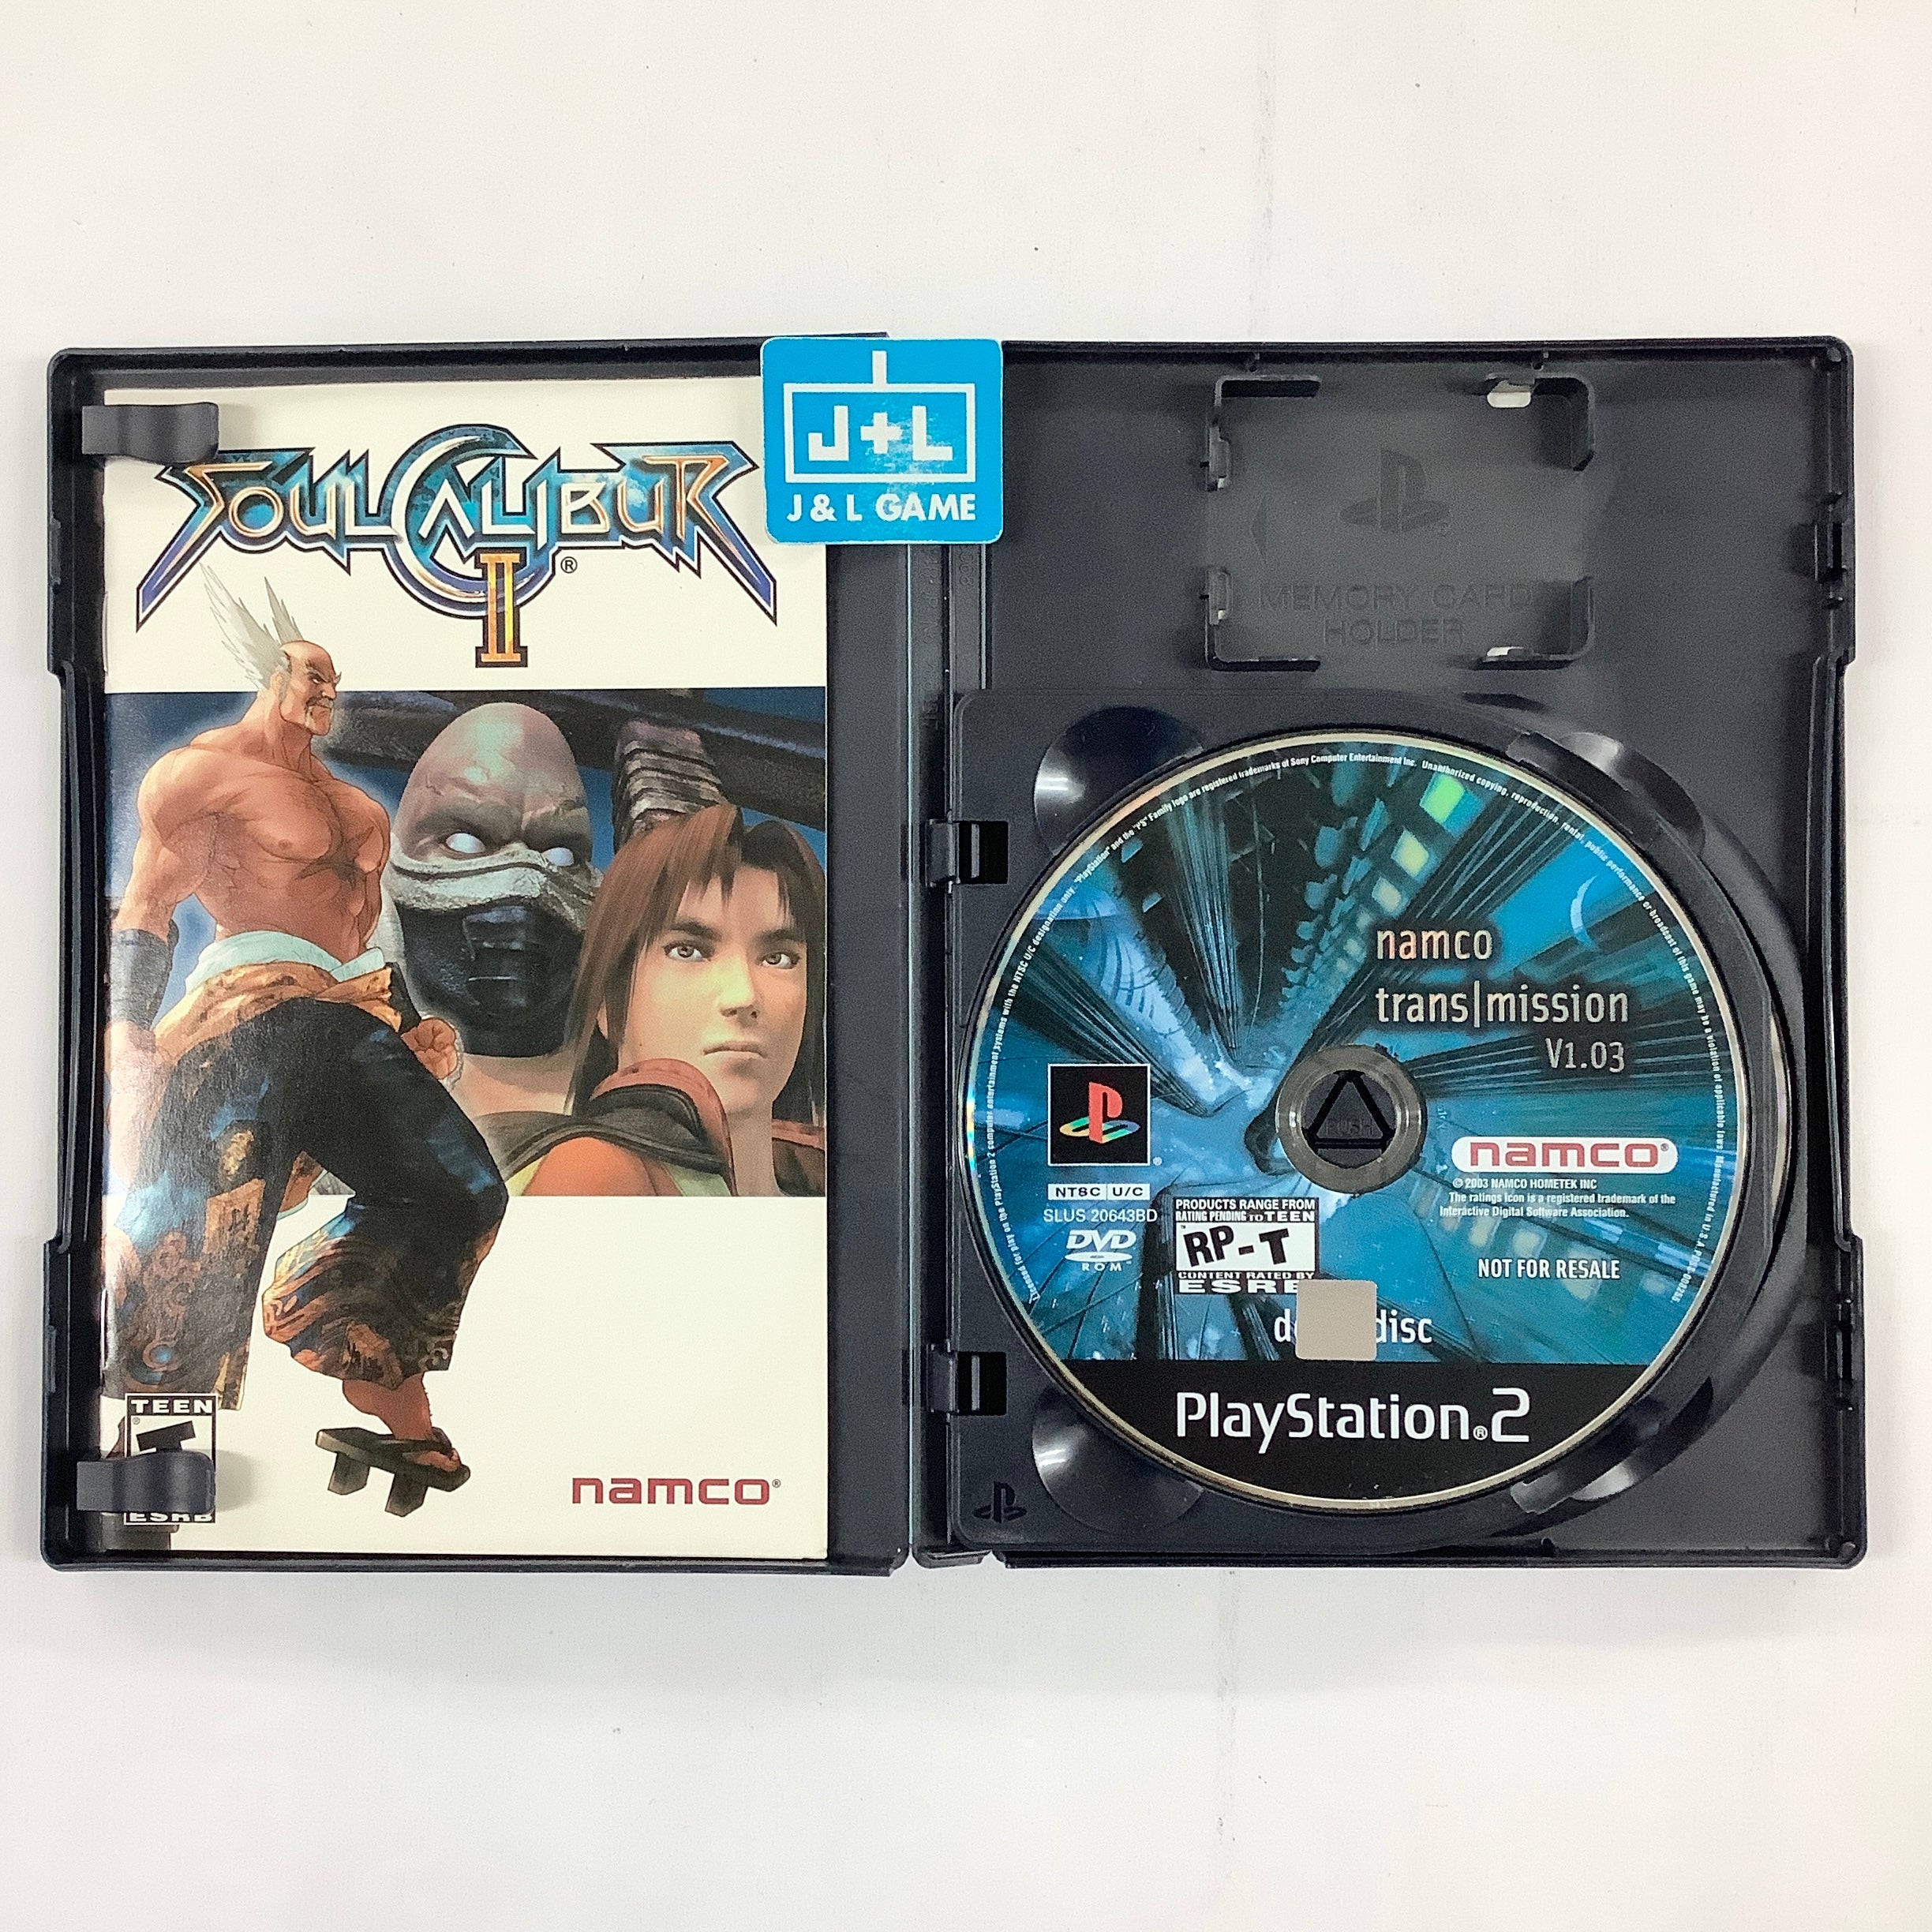 SOULCALIBUR
II®
TEEN
T
ESRB
namco®
J+L
J & L GAME
MEMORY CARD
HOLDER
namco
trans|mission
V1.03
NTSC U/C
SLUS 20643BD
DVD
ROM
PRODUCTS RANGE FROM
RATING PENDING TO TEEN
RP-T
CONTENT RATED BY
namco®
© 2003 NAMCO HOMETEK INC
The ratings icon is a registered trademark of the
Interactive Digital Software Association.
NOT FOR RESALE
disc
PlayStation®2